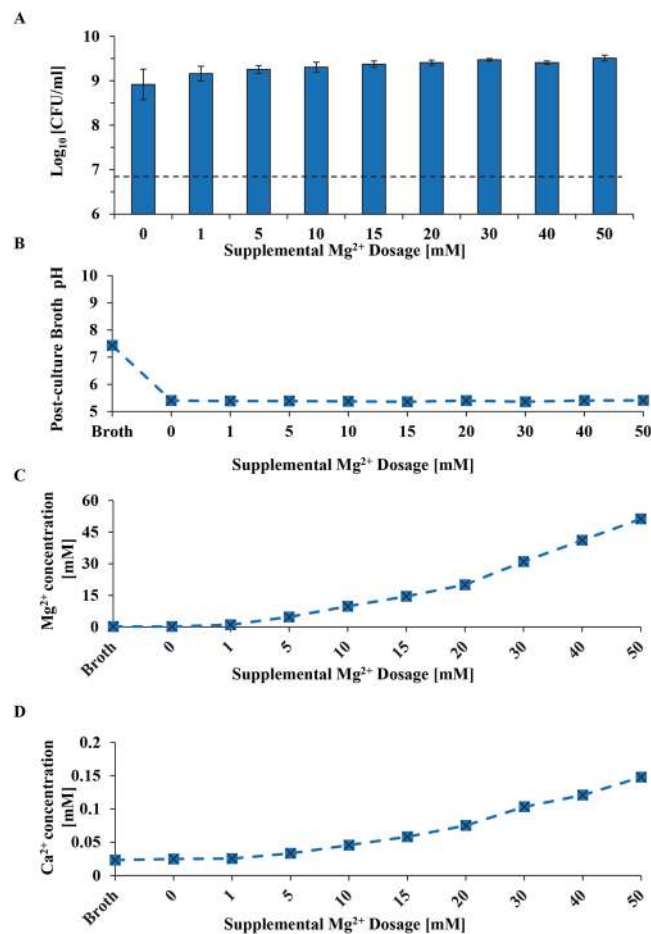 A
Log₁₀ [CFU/ml]
10
9
8
7
6
0 1 5 10 15 20 30 40 50
Supplemental Mg²⁺ Dosage [mM]
B
Post-culture Broth pH
10
9
8
7
6
5
Broth 0 1 5 10 15 20 30 40 50
Supplemental Mg²⁺ Dosage [mM]
C
Mg²⁺ concentration
[mM]
60
45
30
15
0
Broth 0 1 5 10 15 20 30 40 50
Supplemental Mg²⁺ Dosage [mM]
D
Ca²⁺ concentration
[mM]
0.2
0.15
0.1
0.05
0
Broth 0 1 5 10 15 20 30 40 50
Supplemental Mg²⁺ Dosage [mM]